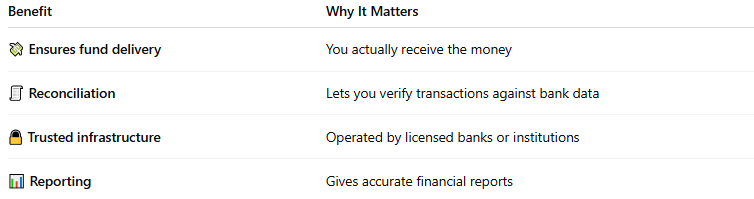 Benefit Why It Matters
Ensures fund delivery You actually receive the money
Reconciliation Lets you verify transactions against bank data
Trusted infrastructure Operated by licensed banks or institutions
Reporting Gives accurate financial reports